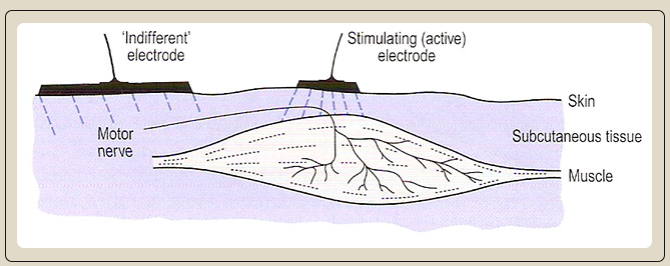 'Indifferent'
electrode
Stimulating (active)
electrode
Skin
Motor
nerve
Subcutaneous tissue
Muscle